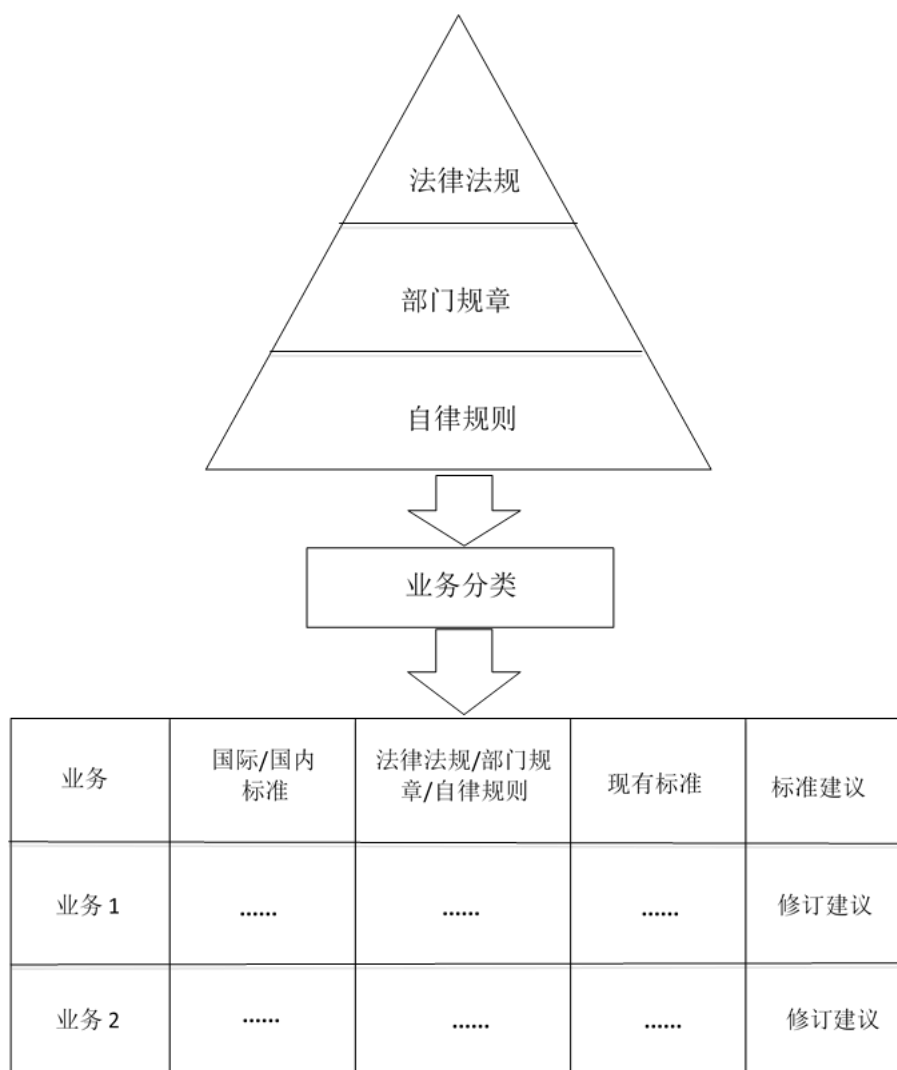 法律法规
部门规章
自律规则
业务分类
业务
国际/国内
标准
法律法规/部门规
章/自律规则
现有标准
标准建议
业务 1
......
......
......
修订建议
业务 2
......
......
......
修订建议